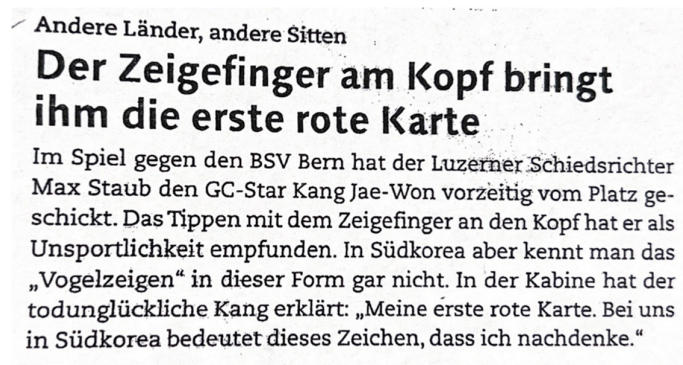 Andere Länder, andere Sitten
Der Zeigefinger am Kopf bringt
ihm die erste rote Karte
Im Spiel gegen den BSV Bern hat der Luzerner Schiedsrichter
Max Staub den GC-Star Kang Jae-Won vorzeitig vom Platz ge-
schickt. Das Tippen mit dem Zeigefinger an den Kopf hat er als
Unsportlichkeit empfunden. In Südkorea aber kennt man das
„Vogelzeigen“ in dieser Form gar nicht. In der Kabine hat der
todunglückliche Kang erklärt: „Meine erste rote Karte. Bei uns
in Südkorea bedeutet dieses Zeichen, dass ich nachdenke.“